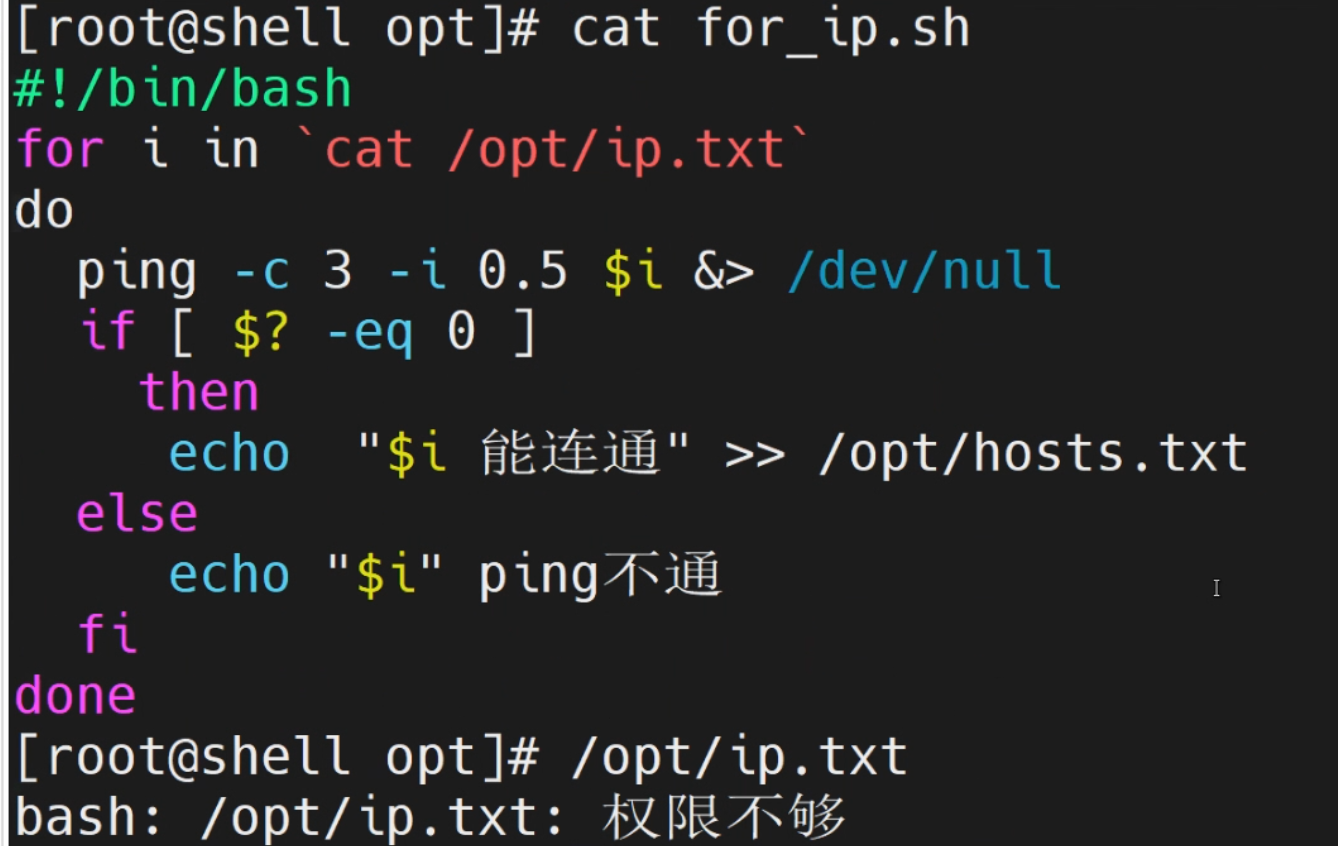 [root@shell opt]# cat for_ip.sh
#!/bin/bash
for i in `cat /opt/ip.txt`
do
  ping -c 3 -i 0.5 $i &> /dev/null
  if [ $? -eq 0 ]
    then
     echo  "$i 能连通" >> /opt/hosts.txt
  else
     echo "$i" ping不通
  fi
done
[root@shell opt]# /opt/ip.txt
bash: /opt/ip.txt: 权限不够